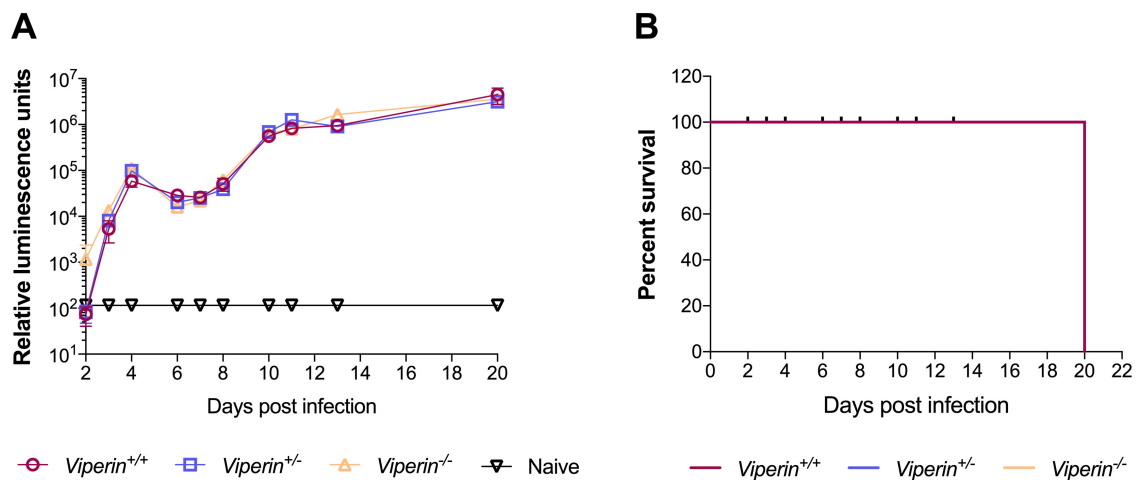 A
Relative luminescence units
10^7
10^6
10^5
10^4
10^3
10^2
10^1
2 4 6 8 10 12 14 16 18 20
Days post infection
Viperin+/+ Viperin+/- Viperin-/- Naive
B
Percent survival
120
100
80
60
40
20
0
0 2 4 6 8 10 12 14 16 18 20 22
Days post infection
Viperin+/+ Viperin+/- Viperin-/-